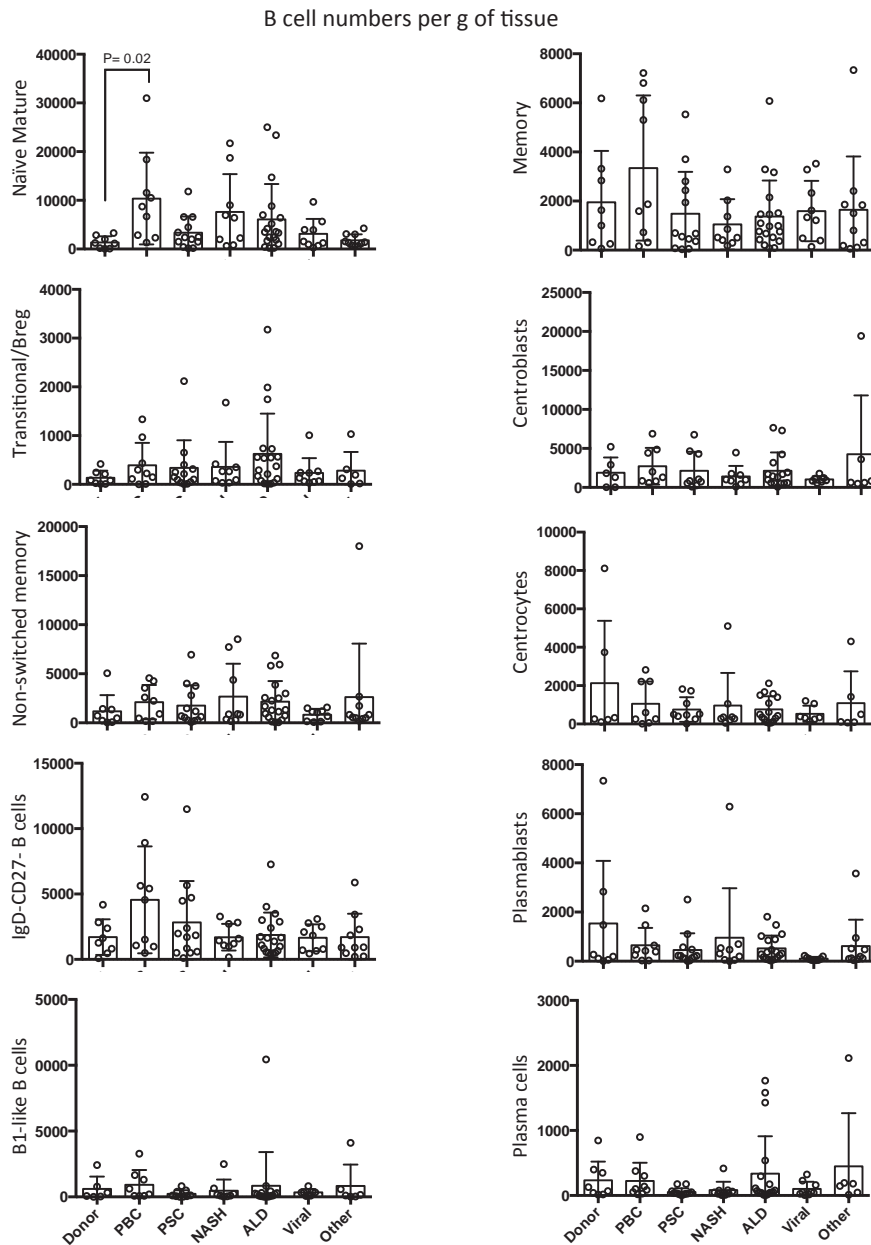 B cell numbers per g of tissue
Naïve Mature
40000
30000
20000
10000
0
P= 0.02
Memory
8000
6000
4000
2000
0
Transitional/Breg
4000
3000
2000
1000
0
Centroblasts
25000
20000
15000
10000
5000
0
Non-switched memory
20000
15000
10000
5000
0
Centrocytes
10000
8000
6000
4000
2000
0
IgD-CD27- B cells
15000
10000
5000
0
Plasmablasts
8000
6000
4000
2000
0
B1-like B cells
5000
0000
5000
0
Donor
PBC
PSC
NASH
ALD
Viral
Other
Plasma cells
3000
2000
1000
0
Donor
PBC
PSC
NASH
ALD
Viral
Other